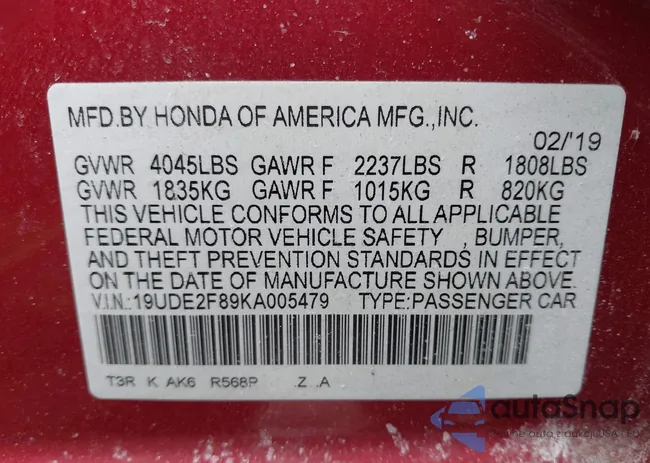 MFD.BY HONDA OF AMERICA MFG.,INC.
02/'19
GVWR 4045LBS GAWR F 2237LBS R 1808LBS
GVWR 1835KG GAWR F 1015KG R 820KG
THIS VEHICLE CONFORMS TO ALL APPLICABLE
FEDERAL MOTOR VEHICLE SAFETY , BUMPER,
AND THEFT PREVENTION STANDARDS IN EFFECT
ON THE DATE OF MANUFACTURE SHOWN ABOVE.
V.I.N.:19UDE2F89KA005479 TYPE:PASSENGER CAR
T3R K AK6 R568P .Z .A
autoSnap